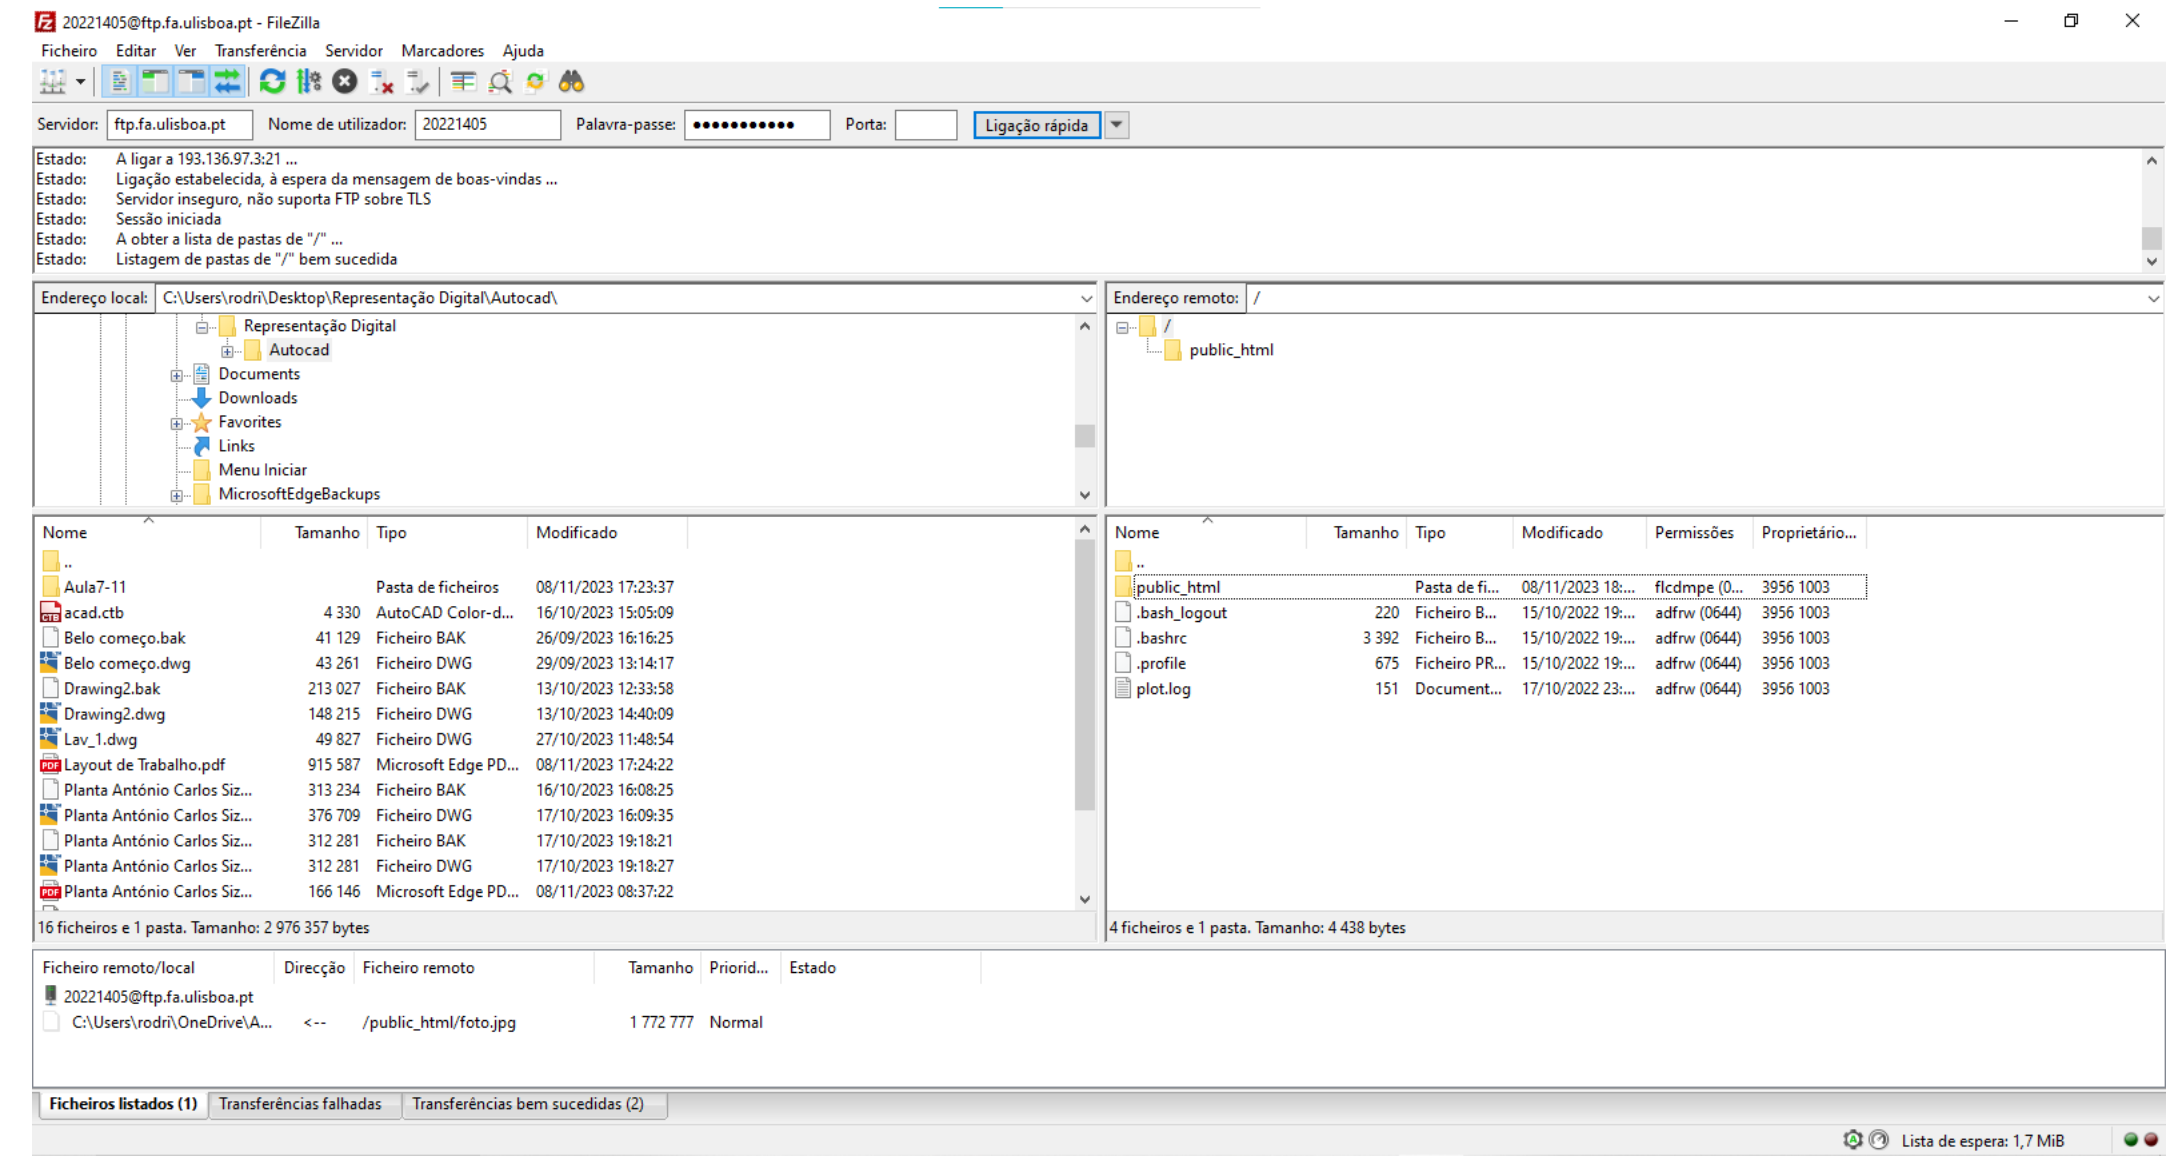 20221405@ftp.fa.ulisboa.pt - FileZilla
Ficheiro Editar Ver Transferência Servidor Marcadores Ajuda
Servidor: ftp.fa.ulisboa.pt Nome de utilizador: 20221405 Palavra-passe: ●●●●●●●●●●● Porta: Ligação rápida
Estado: A ligar a 193.136.97.3:21 ...
Estado: Ligação estabelecida, à espera da mensagem de boas-vindas ...
Estado: Servidor inseguro, não suporta FTP sobre TLS
Estado: Sessão iniciada
Estado: A obter a lista de pastas de "/" ...
Estado: Listagem de pastas de "/" bem sucedida
Endereço local: C:\Users\rodri\Desktop\Representação Digital\Autocad\
Representação Digital
Autocad
Documents
Downloads
Favorites
Links
Menu Iniciar
MicrosoftEdgeBackups
Endereço remoto: /
/
public_html
Nome Tamanho Tipo Modificado
..
Aula7-11 Pasta de ficheiros 08/11/2023 17:23:37
acad.ctb 4 330 AutoCAD Color-d... 16/10/2023 15:05:09
Belo começo.bak 41 129 Ficheiro BAK 26/09/2023 16:16:25
Belo começo.dwg 43 261 Ficheiro DWG 29/09/2023 13:14:17
Drawing2.bak 213 027 Ficheiro BAK 13/10/2023 12:33:58
Drawing2.dwg 148 215 Ficheiro DWG 13/10/2023 14:40:09
Lav_1.dwg 49 827 Ficheiro DWG 27/10/2023 11:48:54
Layout de Trabalho.pdf 915 587 Microsoft Edge PD... 08/11/2023 17:24:22
Planta António Carlos Siz... 313 234 Ficheiro BAK 16/10/2023 16:08:25
Planta António Carlos Siz... 376 709 Ficheiro DWG 17/10/2023 16:09:35
Planta António Carlos Siz... 312 281 Ficheiro BAK 17/10/2023 19:18:21
Planta António Carlos Siz... 312 281 Ficheiro DWG 17/10/2023 19:18:27
Planta António Carlos Siz... 166 146 Microsoft Edge PD... 08/11/2023 08:37:22
16 ficheiros e 1 pasta. Tamanho: 2 976 357 bytes
Nome Tamanho Tipo Modificado Permissões Proprietário...
..
public_html Pasta de fi... 08/11/2023 18:... flcdmpe (0... 3956 1003
.bash_logout 220 Ficheiro B... 15/10/2022 19:... adfrw (0644) 3956 1003
.bashrc 3 392 Ficheiro B... 15/10/2022 19:... adfrw (0644) 3956 1003
.profile 675 Ficheiro PR... 15/10/2022 19:... adfrw (0644) 3956 1003
plot.log 151 Document... 17/10/2022 23:... adfrw (0644) 3956 1003
4 ficheiros e 1 pasta. Tamanho: 4 438 bytes
Ficheiro remoto/local Direcção Ficheiro remoto Tamanho Priorid... Estado
20221405@ftp.fa.ulisboa.pt
C:\Users\rodri\OneDrive\A... <-- /public_html/foto.jpg 1 772 777 Normal
Ficheiros listados (1) Transferências falhadas Transferências bem sucedidas (2)
Lista de espera: 1,7 MiB